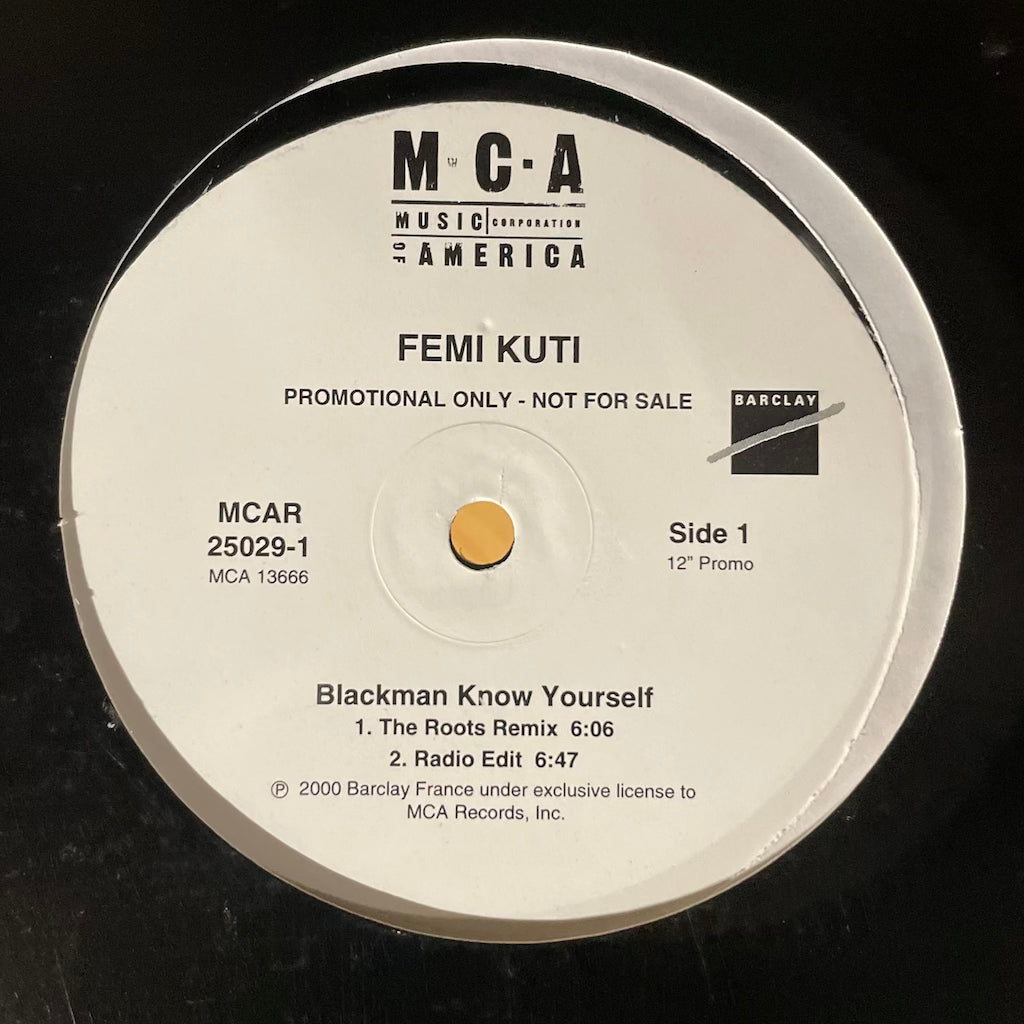 M·C·A
MUSIC CORPORATION
OF AMERICA
FEMI KUTI
PROMOTIONAL ONLY - NOT FOR SALE
BARCLAY
MCAR
25029-1
MCA 13666
Side 1
12" Promo
Blackman Know Yourself
1. The Roots Remix 6:06
2. Radio Edit 6:47
℗ 2000 Barclay France under exclusive license to
MCA Records, Inc.